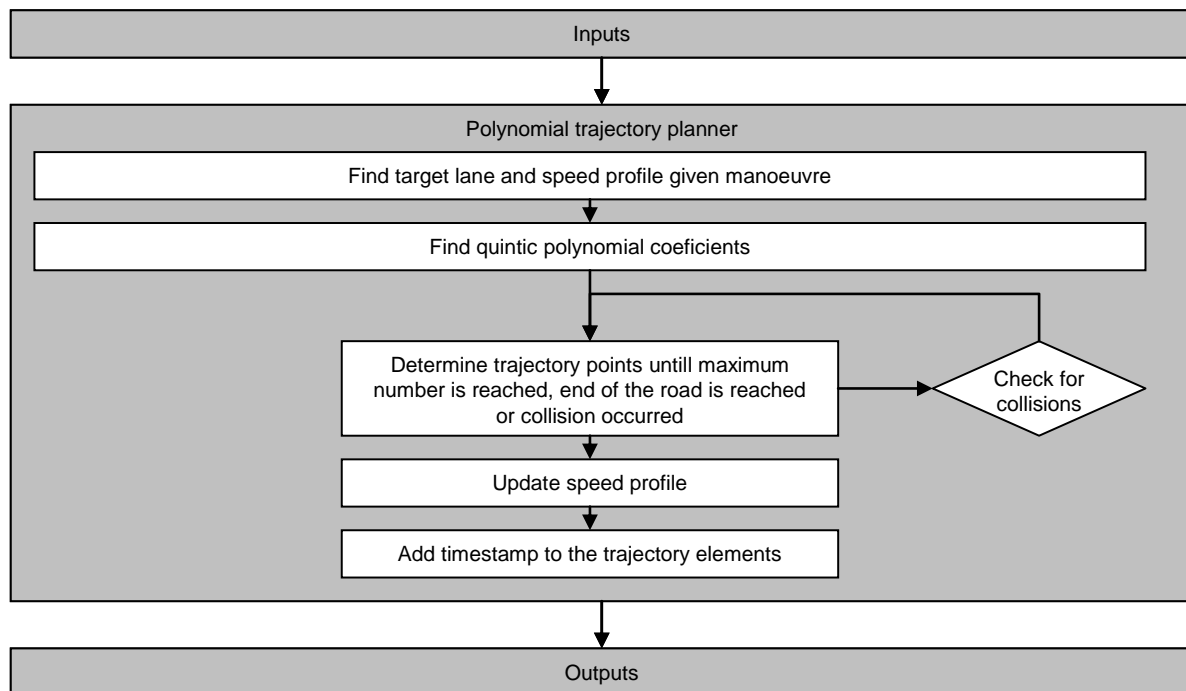 Inputs
Polynomial trajectory planner
Find target lane and speed profile given manoeuvre
Find quintic polynomial coeficients
Determine trajectory points untill maximum
number is reached, end of the road is reached
or collision occurred
Check for
collisions
Update speed profile
Add timestamp to the trajectory elements
Outputs